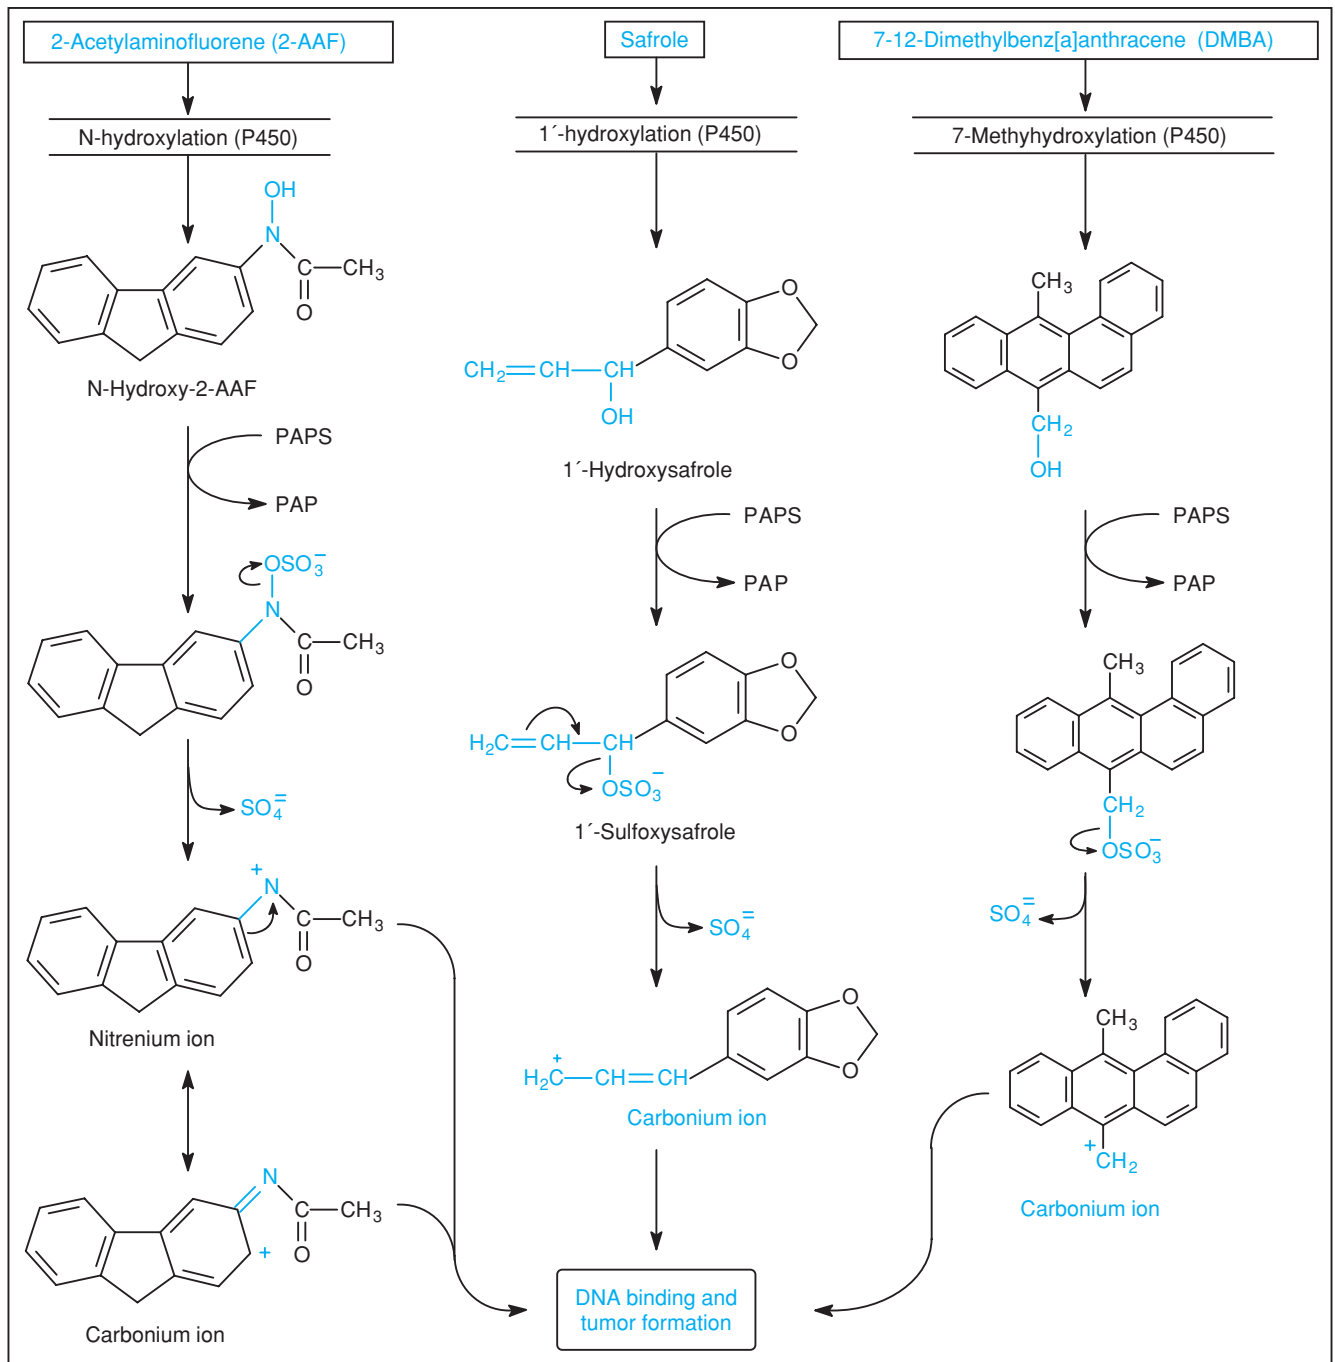 2-Acetylaminofluorene (2-AAF)
N-hydroxylation (P450)
OH
N
C
CH3
O
N-Hydroxy-2-AAF
PAPS
PAP
OSO3−
N
C
CH3
O
SO4=
+
N
C
CH3
O
Nitrenium ion
N
C
CH3
O
+
Carbonium ion
Safrole
1´-hydroxylation (P450)
O
O
CH2=CH—CH
OH
1´-Hydroxysafrole
PAPS
PAP
O
O
H2C=CH—CH
OSO3−
1´-Sulfoxysafrole
SO4=
O
O
+
H2C—CH=CH
Carbonium ion
DNA binding and
tumor formation
7-12-Dimethylbenz[a]anthracene (DMBA)
7-Methyhydroxylation (P450)
CH3
CH2
OH
PAPS
PAP
CH3
CH2
OSO3−
SO4=
CH3
+
CH2
Carbonium ion